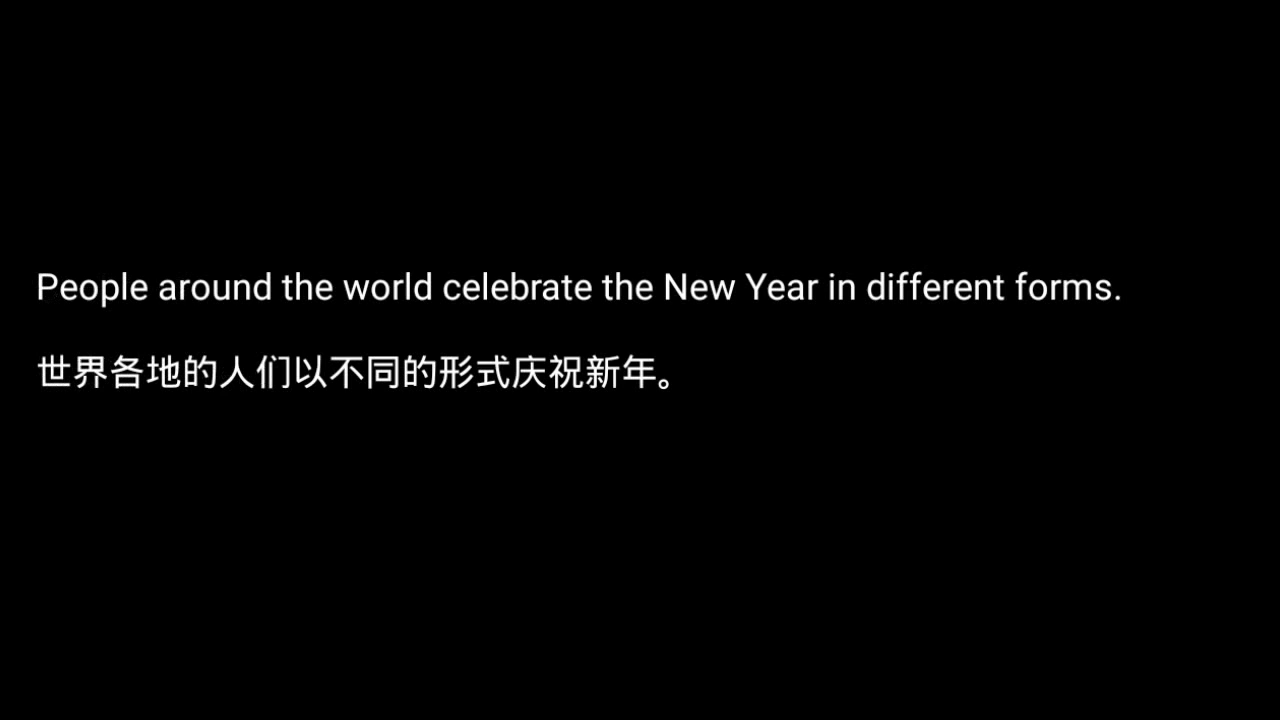 People around the world celebrate the New Year in different forms.
世界各地的人们以不同的形式庆祝新年。